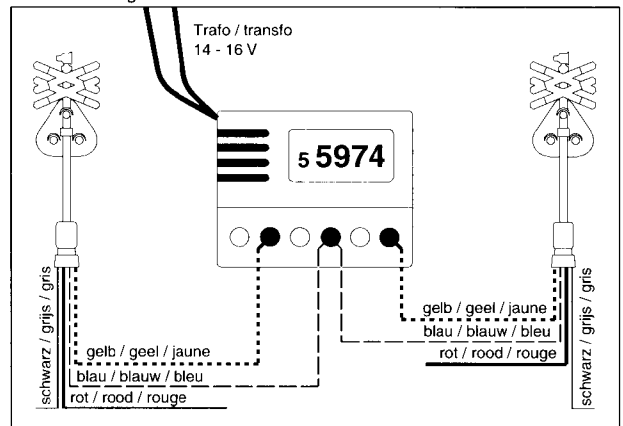 Trafo / transfo
14 - 16 V
5 5974
schwarz / grijs / gris
gelb / geel / jaune
blau / blauw / bleu
rot / rood / rouge
gelb / geel / jaune
blau / blauw / bleu
rot / rood / rouge
schwarz / grijs / gris